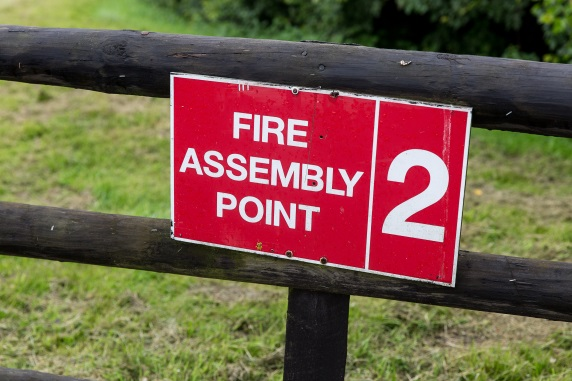 FIRE
ASSEMBLY
POINT
2